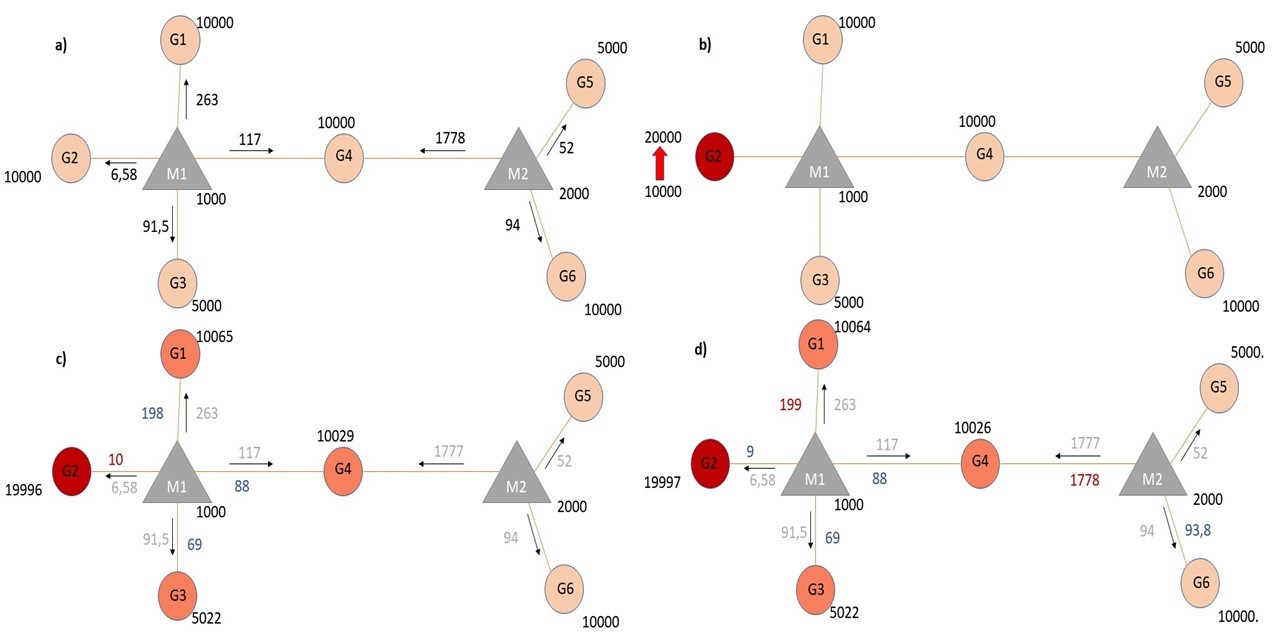 a)
10000
G1
263
5000
G5
10000
117
1778
52
G2
G4
M1
M2
10000
6,58
1000
2000
91,5
94
G3
G6
5000
10000
b)
10000
G1
5000
G5
20000
10000
G2
G4
10000
M1
M2
1000
2000
G3
G6
5000
10000
c)
10065
G1
5000
G5
198
263
10029
117
1777
52
G2
10
6,58
G4
M1
M2
88
19996
1000
2000
91,5
69
94
G3
G6
5022
10000
d)
10064
G1
5000.
G5
199
263
10026
117
1777
52
G2
9
6,58
G4
M1
M2
88
1778
19997
1000
2000
91,5
69
94
93,8
G3
G6
5022
10000.